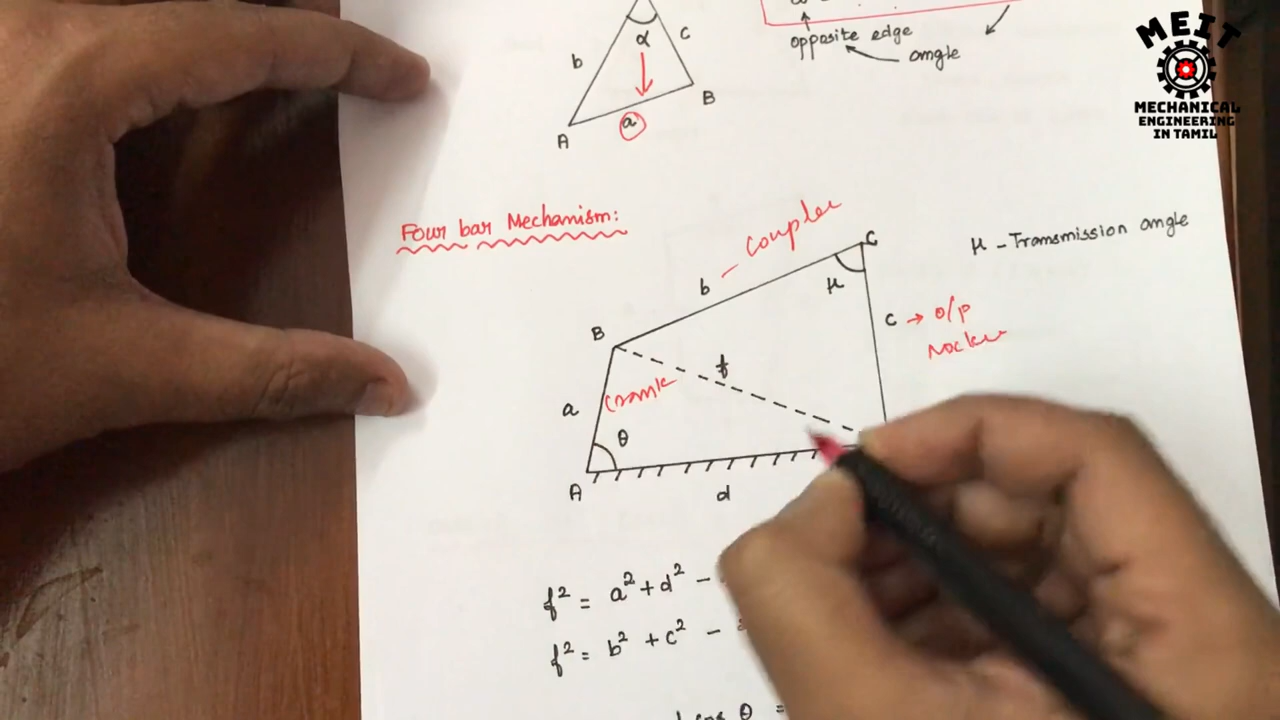 α
b
c
opposite edge
angle
B
a
A
MEIT
MECHANICAL
ENGINEERING
IN TAMIL
Four bar Mechanism:
b - coupler
C
μ - Transmission angle
μ
B
c → o/p
rocker
f
a
crank
θ
A
d
f² = a² + d² -
f² = b² + c² -
cos θ =